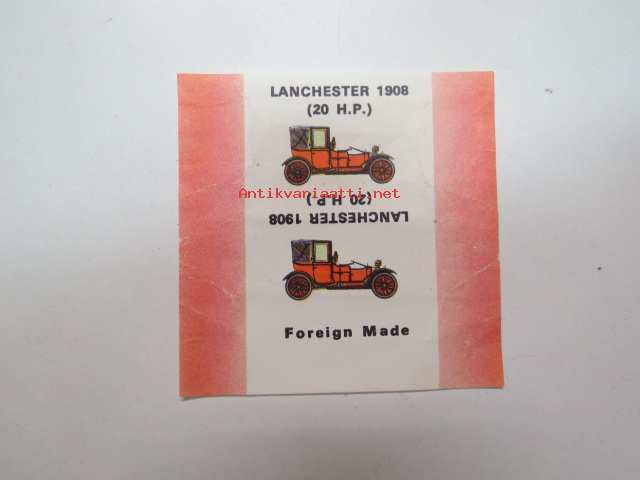 LANCHESTER 1908
(20 H.P.)
Antikvariaatti.net
(20 H.P.)
LANCHESTER 1908
Foreign Made